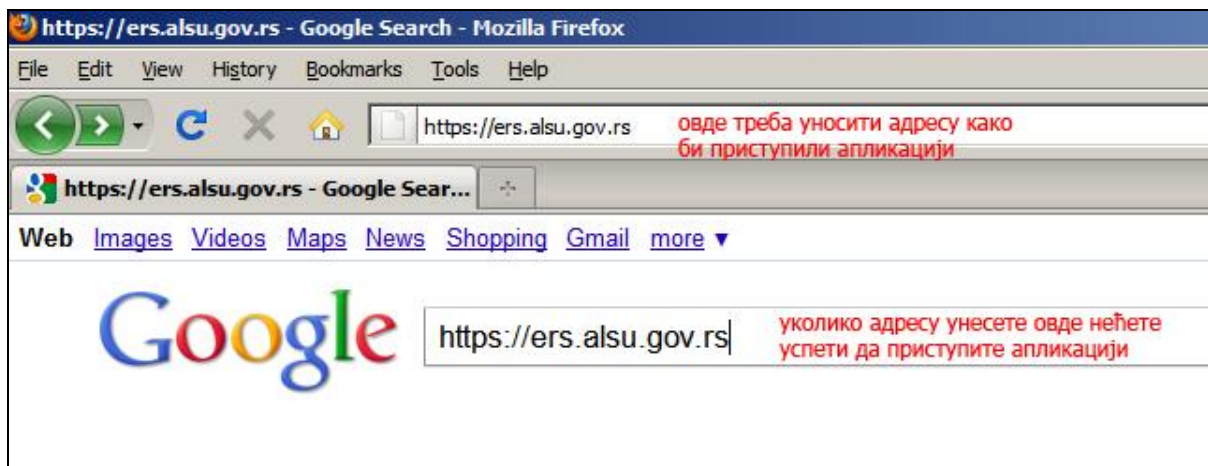 https://ers.alsu.gov.rs - Google Search - Mozilla Firefox
File Edit View History Bookmarks Tools Help
https://ers.alsu.gov.rs
овде треба уносити адресу како
би приступили апликацији
https://ers.alsu.gov.rs - Google Sear...
Web Images Videos Maps News Shopping Gmail more ▼
Google
https://ers.alsu.gov.rs
уколико адресу унесете овде нећете
успети да приступите апликацији